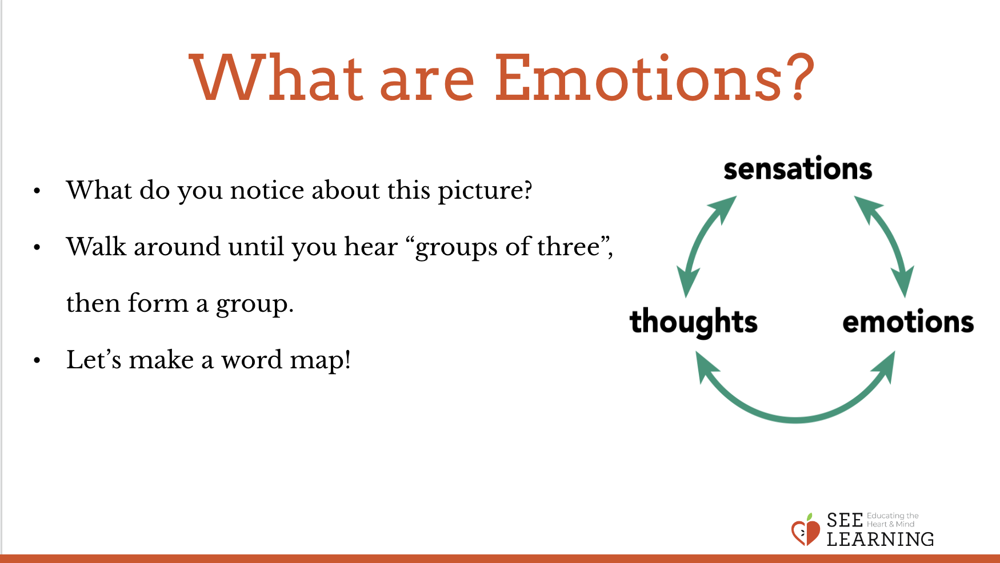 What are Emotions?
• What do you notice about this picture?
• Walk around until you hear “groups of three”,
then form a group.
• Let’s make a word map!
sensations
thoughts
emotions
SEE Educating the
Heart & Mind
LEARNING